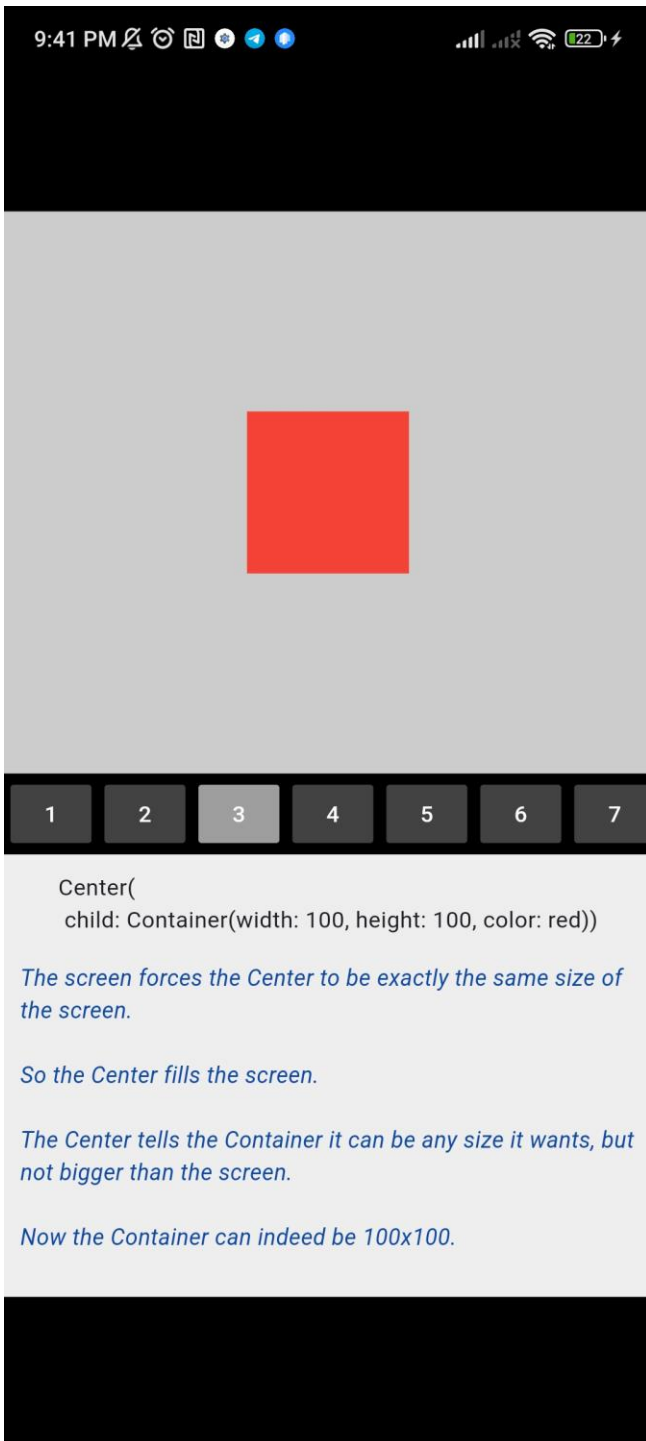 9:41 PM
22
1 2 3 4 5 6 7
Center(
child: Container(width: 100, height: 100, color: red))
The screen forces the Center to be exactly the same size of
the screen.
So the Center fills the screen.
The Center tells the Container it can be any size it wants, but
not bigger than the screen.
Now the Container can indeed be 100x100.